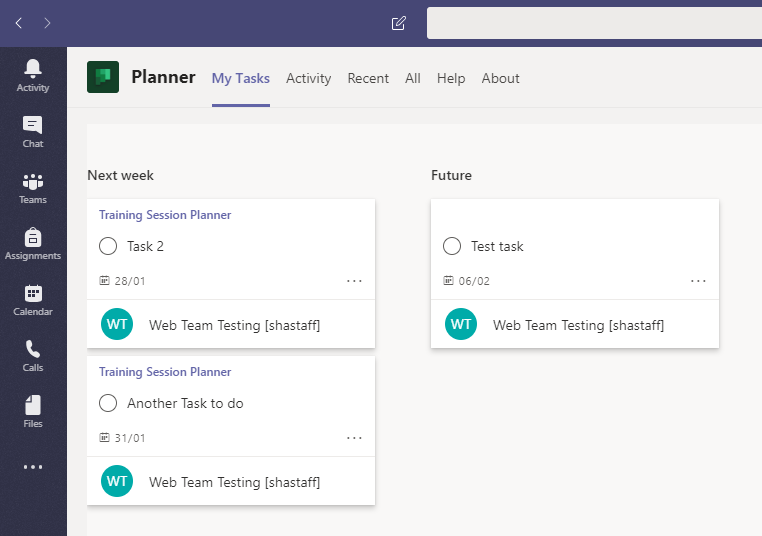 Planner My Tasks Activity Recent All Help About
Activity
Chat
Teams
Assignments
Calendar
Calls
Files
Next week
Training Session Planner
Task 2
28/01
WT Web Team Testing [shastaff]
Training Session Planner
Another Task to do
31/01
WT Web Team Testing [shastaff]
Future
Test task
06/02
WT Web Team Testing [shastaff]